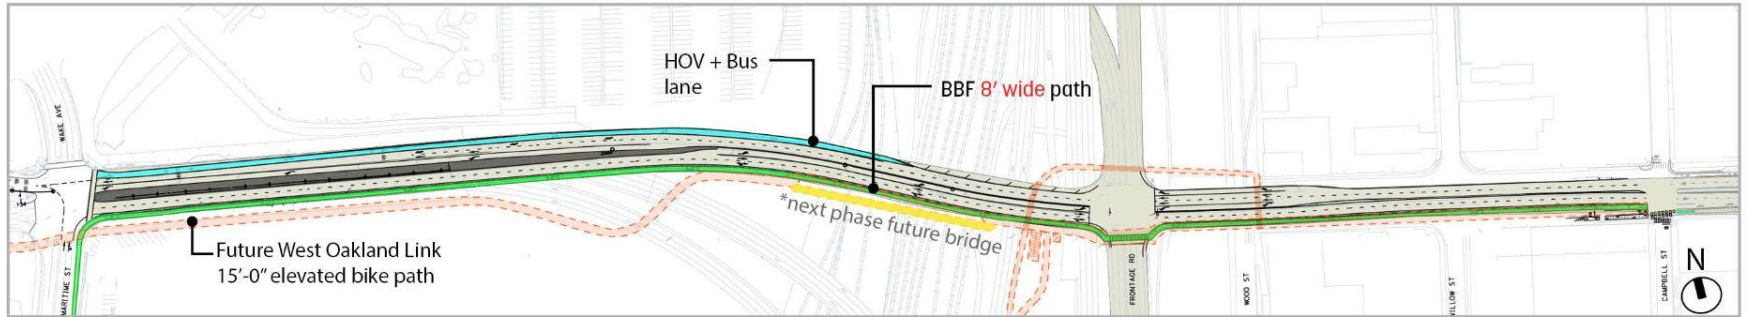 HOV + Bus
lane
BBF 8' wide path
WAKE AVE
*next phase future bridge
Future West Oakland Link
15'-0" elevated bike path
MARITIME ST
FRONTAGE RD
WOOD ST
WILLOW ST
CAMPBELL ST
N